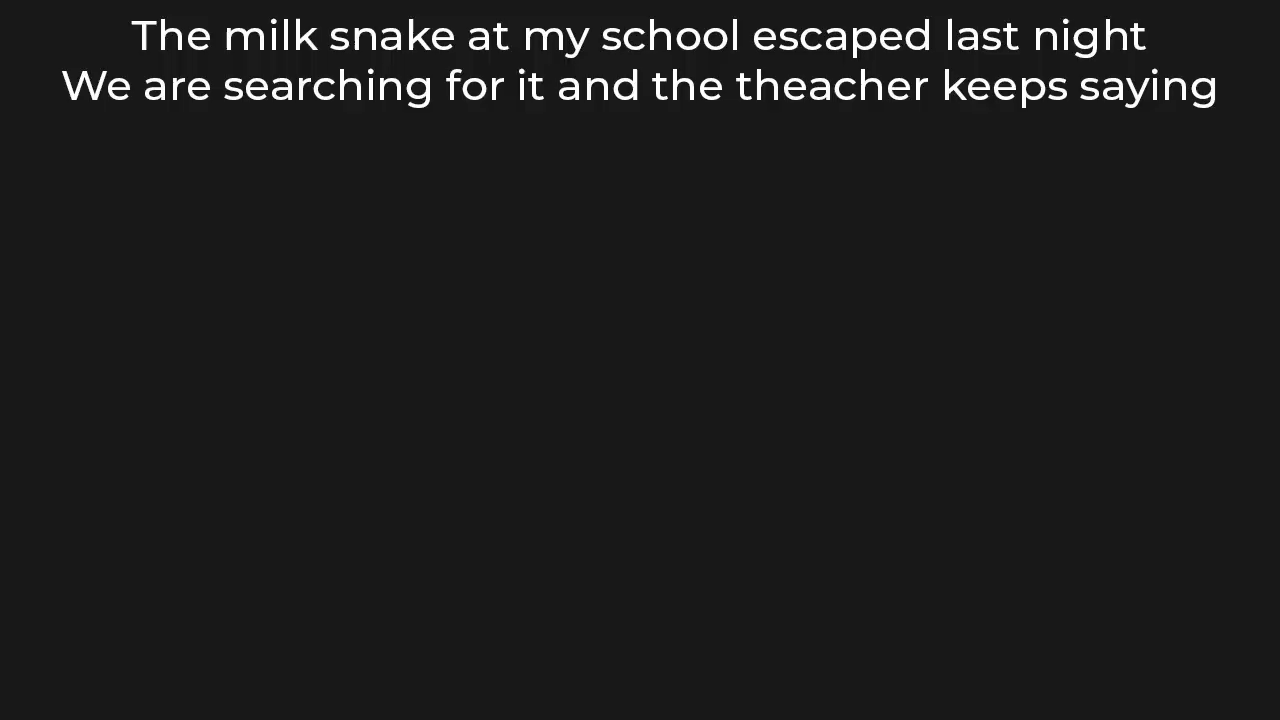 The milk snake at my school escaped last night
We are searching for it and the theacher keeps saying